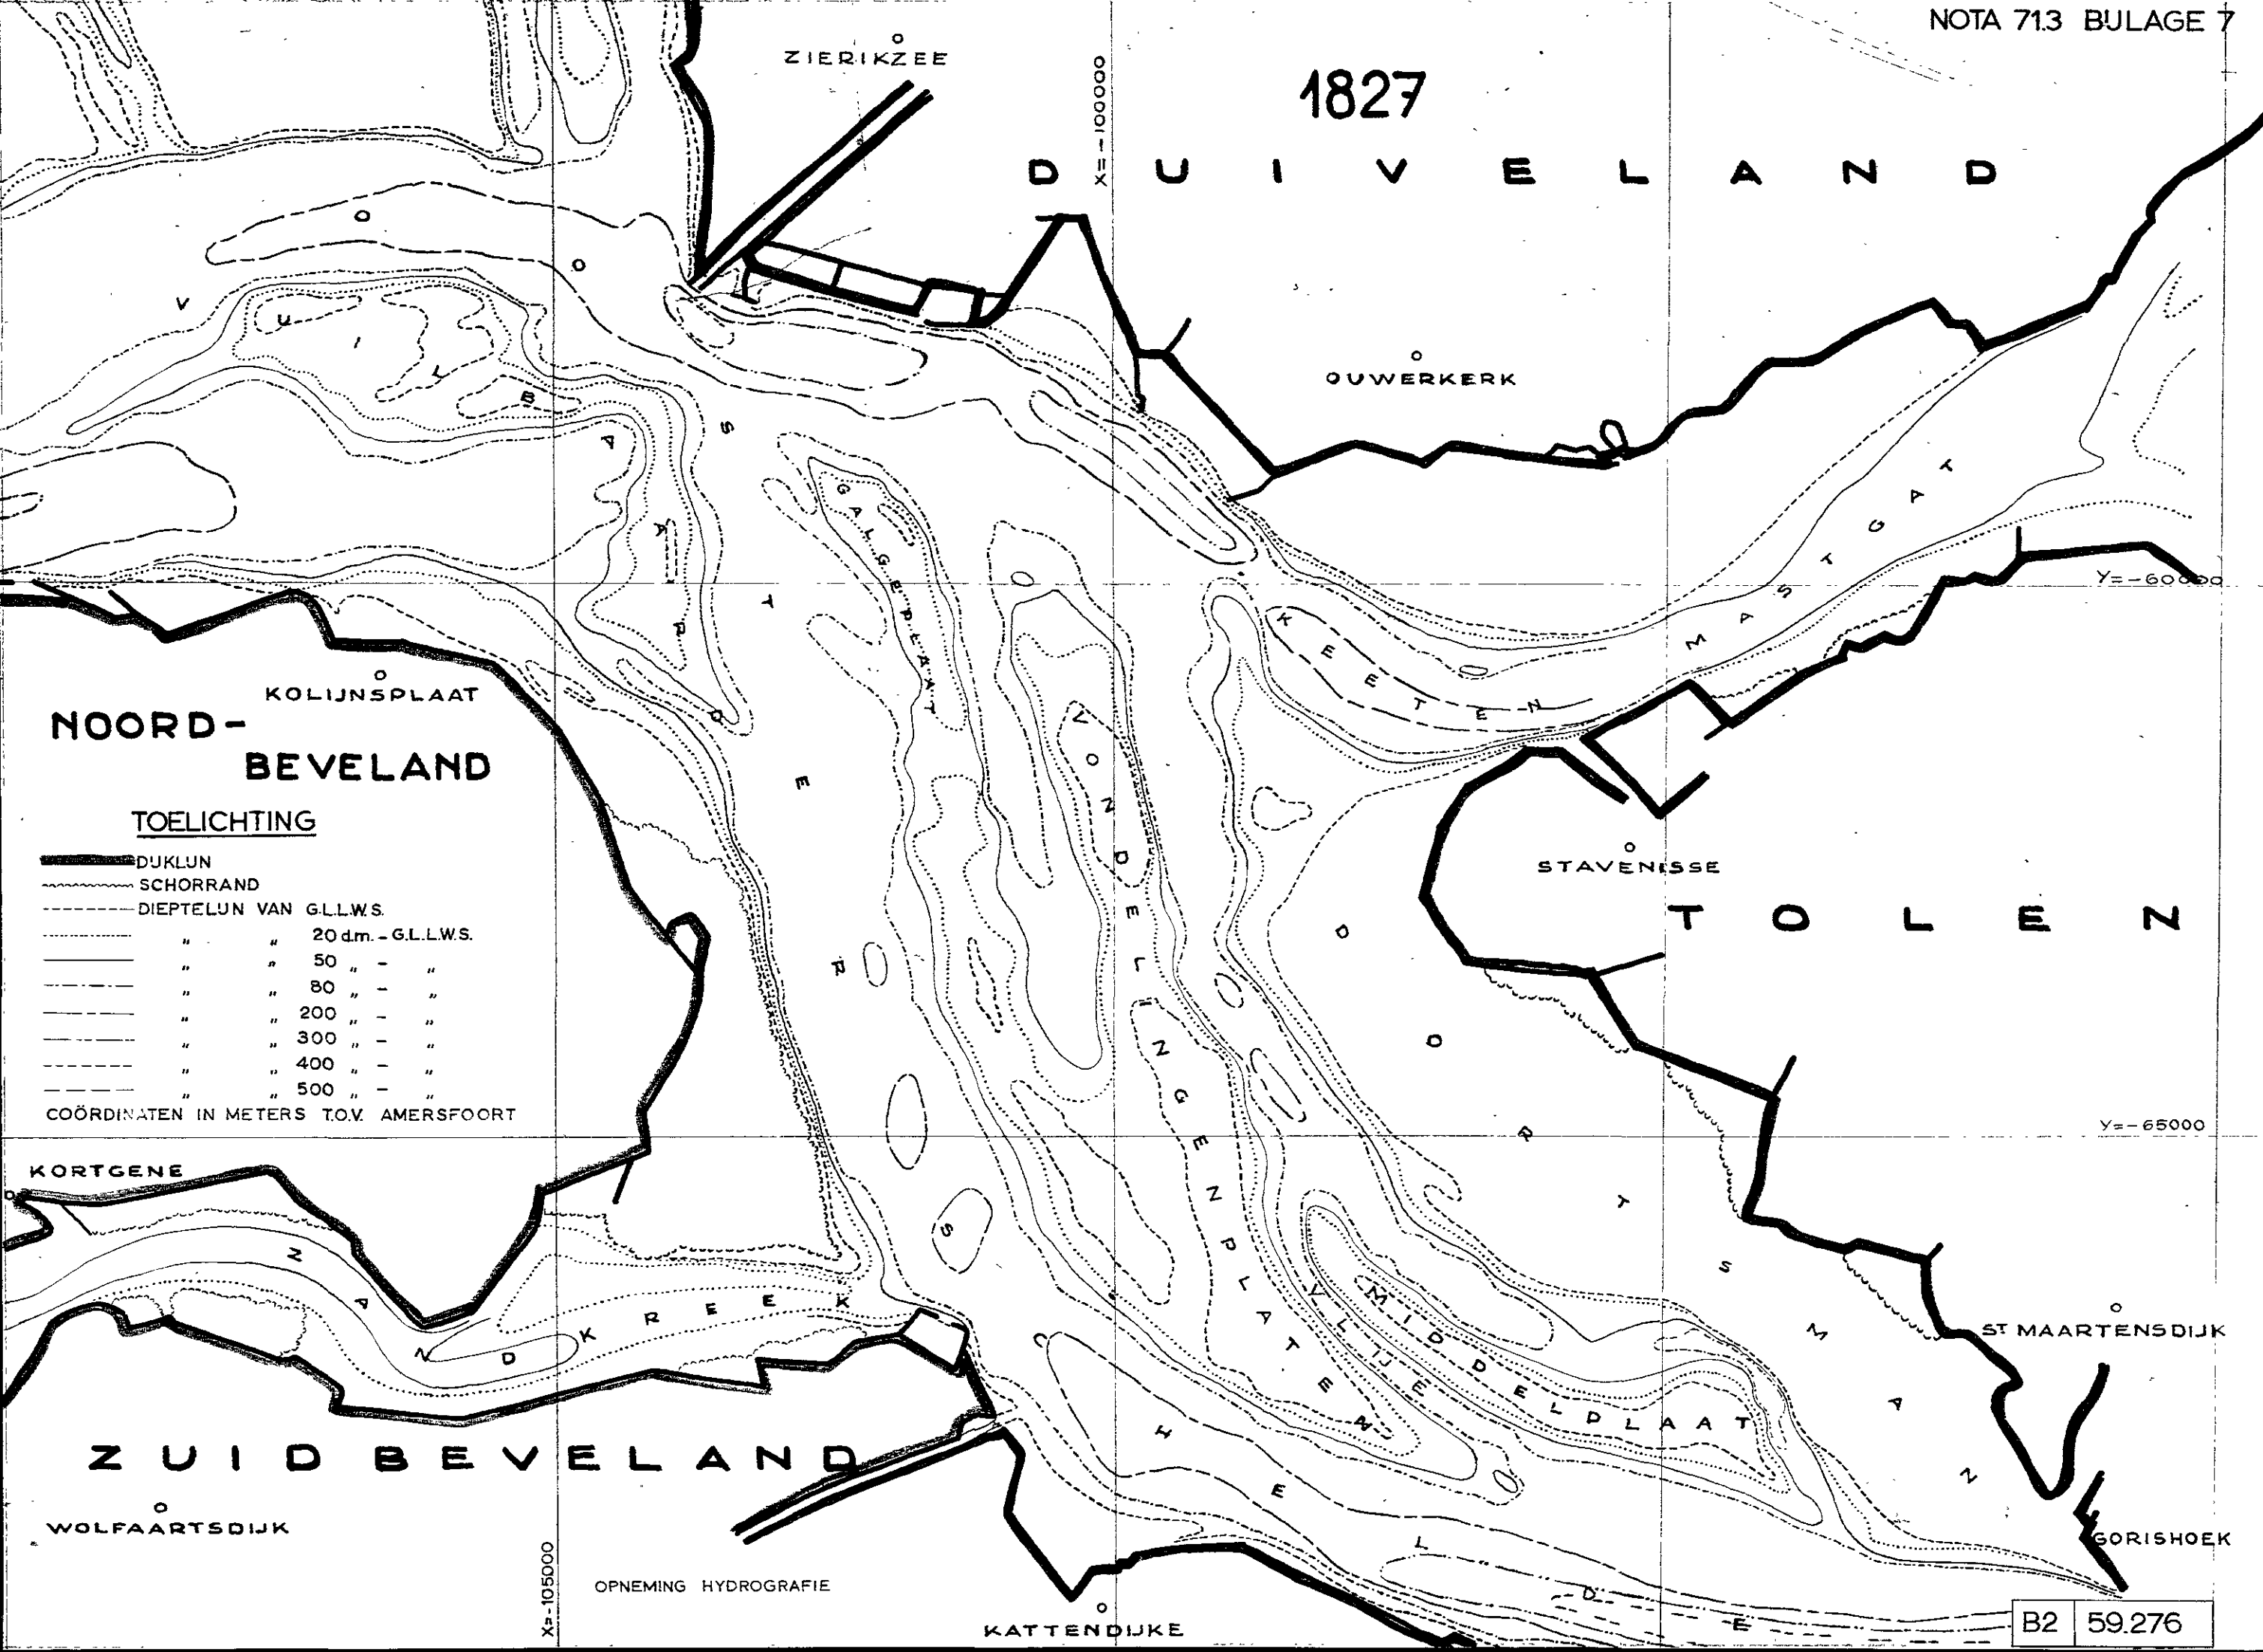 NOTA 71.3 BIJLAGE 7
ZIERIKZEE
X=-100000
1827
DUIVELAND
VUILBAARD
OUWERKERK
OOSTERSCHELDE
GALGEPLAAT
MASTGAT
Y=-60000
KEETEN
KOLIJNSPLAAT
NOORD-
BEVELAND
VONDELINGENPLATEN
TOELICHTING
DIJKLIJN
SCHORRAND
DIEPTELIJN VAN G.L.L.W.S.
" " 20 d.m. - G.L.L.W.S.
" " 50 " - "
" " 80 " - "
" " 200 " - "
" " 300 " - "
" " 400 " - "
" " 500 " - "
COÖRDINATEN IN METERS T.O.V. AMERSFOORT
STAVENISSE
TOLEN
DORTSMAN
Y=-65000
KORTGENE
ZANDKREEK
VLIJE
MIDDELPLAAT
ST MAARTENSDIJK
ZUID BEVELAND
WOLFAARTSDIJK
GORISHOEK
X=-105000
OPNEMING HYDROGRAFIE
KATTENDIJKE
B2 59.276